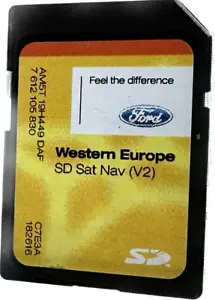 Feel the difference
Ford
Western Europe
SD Sat Nav (V2)
AM5T 19H449 DAF
7 612 105 830
C7E3A
182616
SD